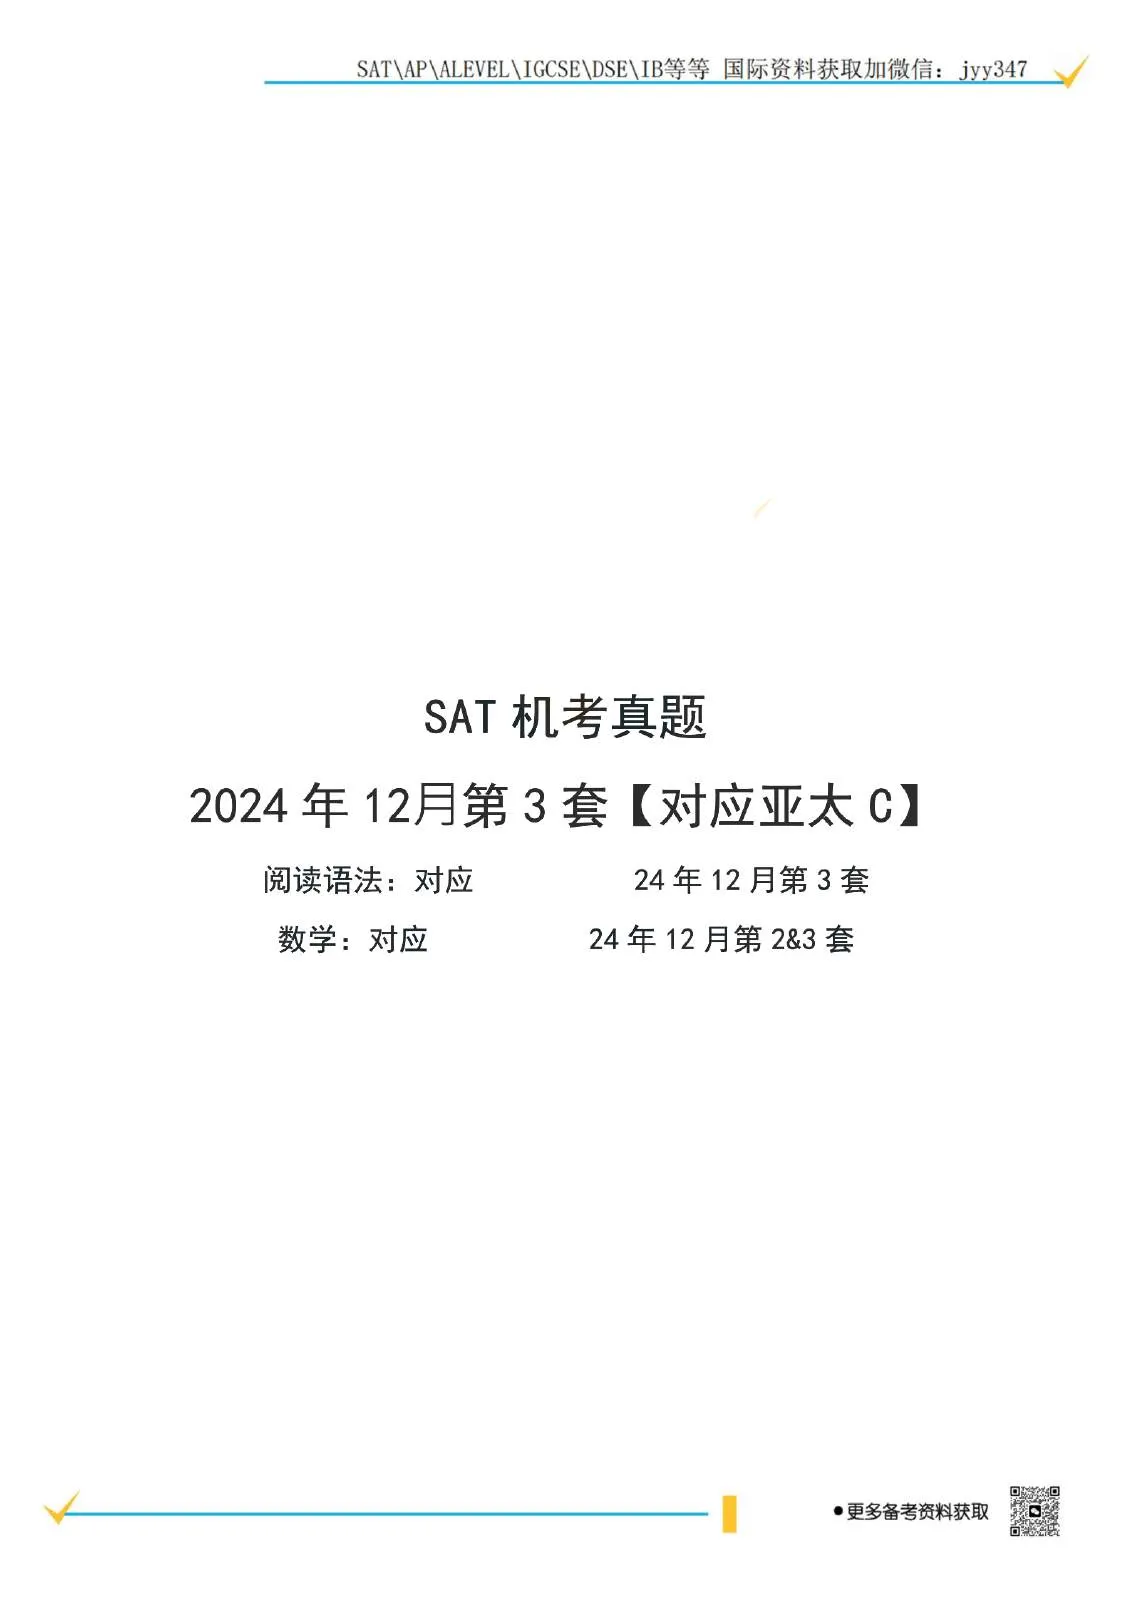 SAT\AP\ALEVEL\IGCSE\DSE\IB等等 国际资料获取加微信：jyy347
SAT 机考真题
2024 年 12月第 3 套【对应亚太 C】
阅读语法：对应 24 年 12 月第 3 套
数学：对应 24 年 12 月第 2&3 套
●更多备考资料获取